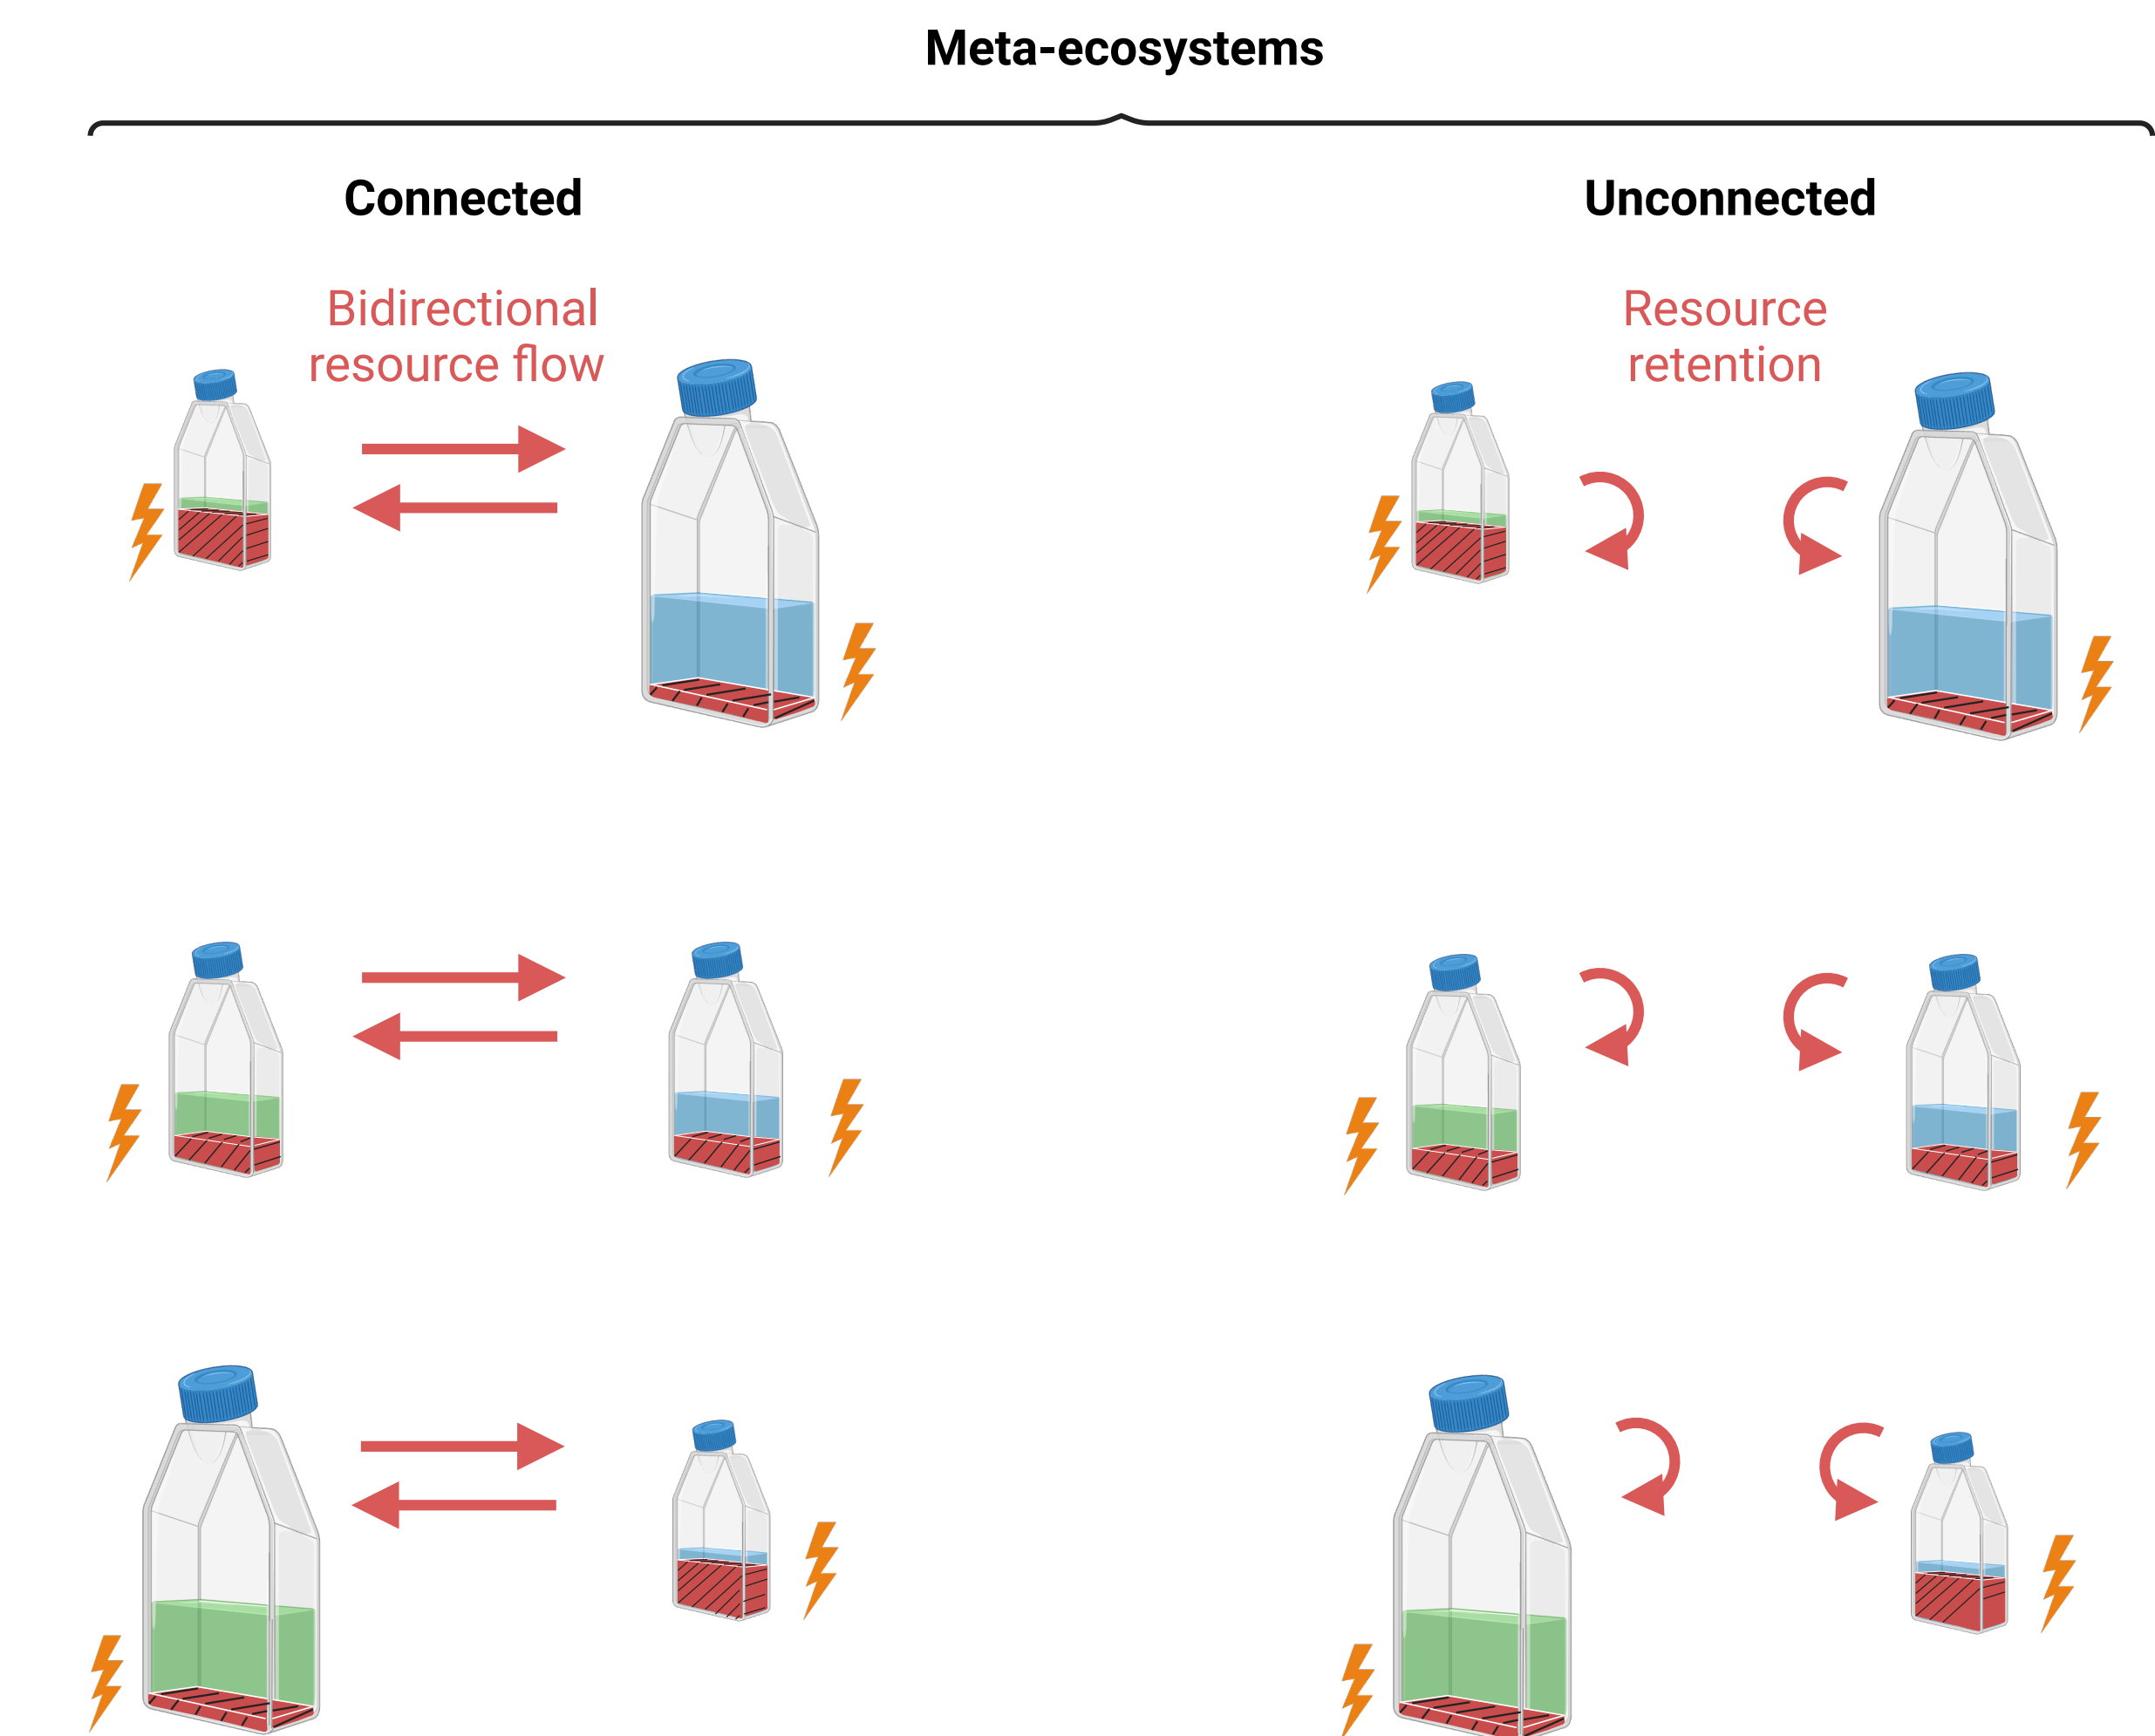 Meta-ecosystems
Connected
Unconnected
Bidirectional
resource flow
Resource
retention